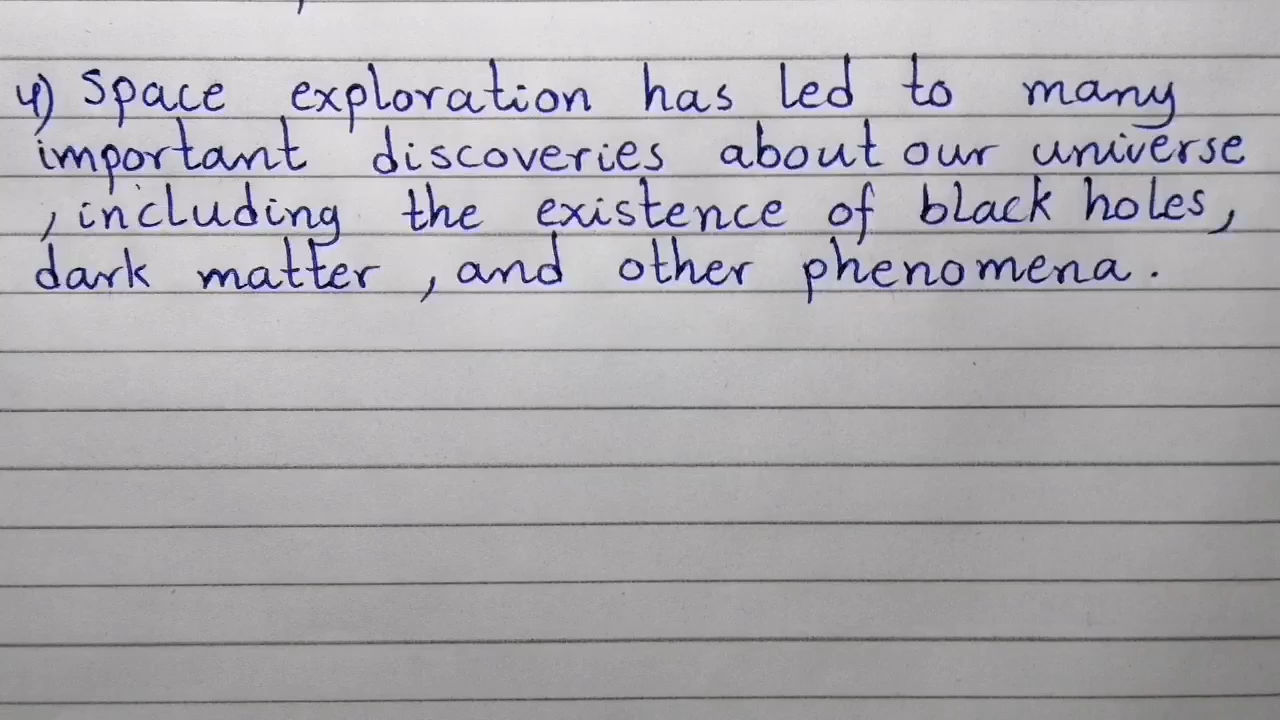 4) Space exploration has led to many
important discoveries about our universe
, including the existence of black holes,
dark matter, and other phenomena.